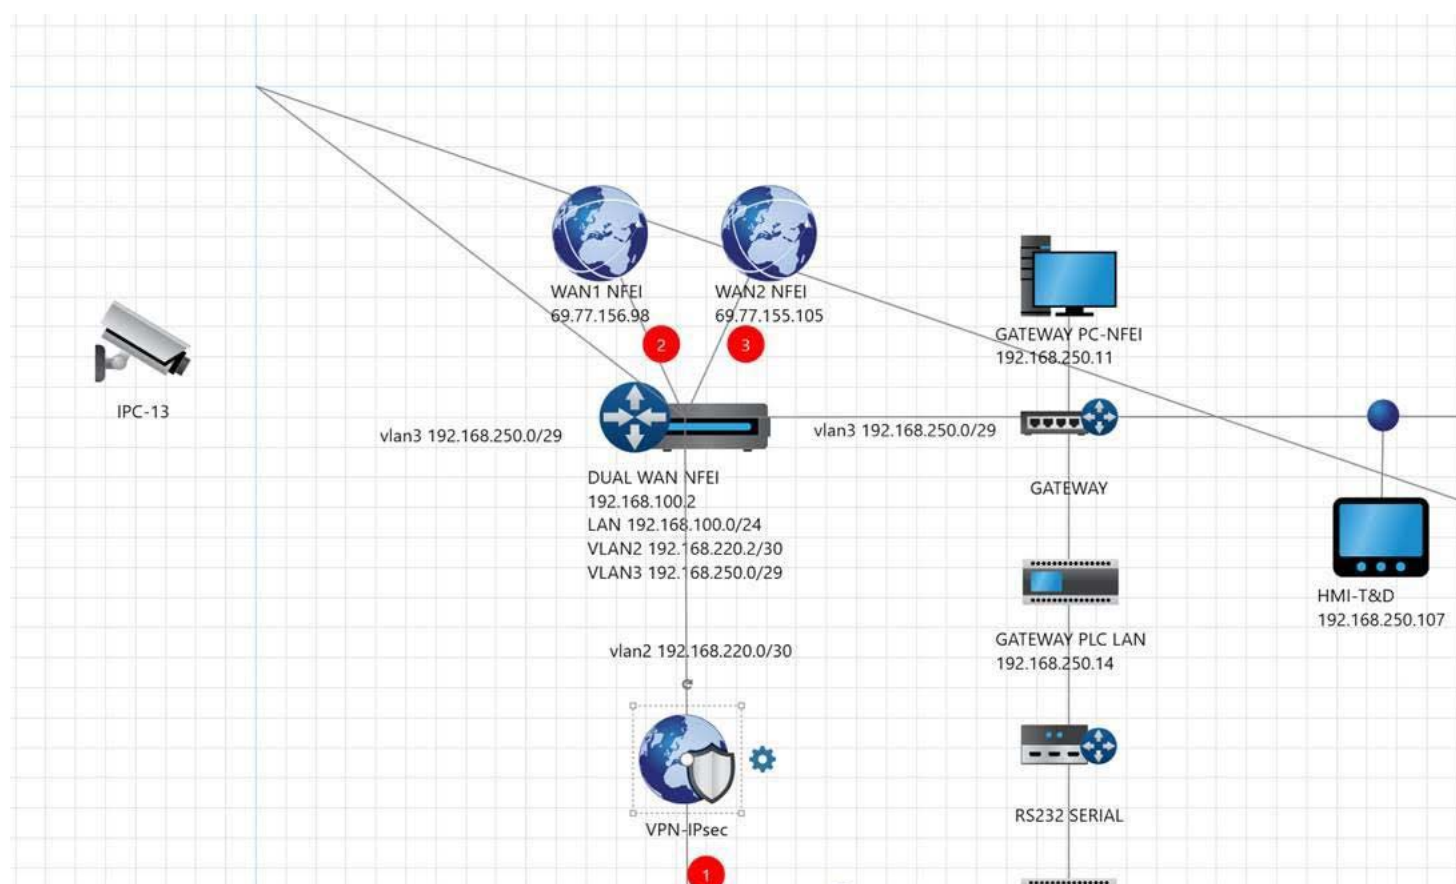 WAN1 NFEI
69.77.156.98
WAN2 NFEI
69.77.155.105
2
3
GATEWAY PC-NFEI
192.168.250.11
IPC-13
vlan3 192.168.250.0/29
vlan3 192.168.250.0/29
DUAL WAN NFEI
192.168.100.2
LAN 192.168.100.0/24
VLAN2 192.168.220.2/30
VLAN3 192.168.250.0/29
GATEWAY
HMI-T&D
192.168.250.107
vlan2 192.168.220.0/30
GATEWAY PLC LAN
192.168.250.14
VPN-IPsec
RS232 SERIAL
1